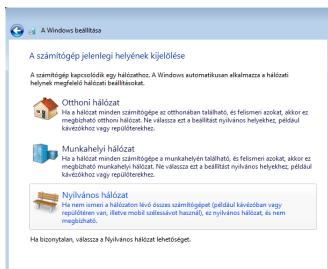 A Windows beállítása
A számítógép jelenlegi helyének kijelölése
A számítógép kapcsolódik egy hálózathoz. A Windows automatikusan alkalmazza a hálózati
helynek megfelelő hálózati beállításokat.
Otthoni hálózat
Ha a hálózat minden számítógépe az otthonában található, és felismeri azokat, akkor ez
megbízható otthoni hálózat. Ne válassza ezt a beállítást nyilvános helyekhez, például
kávézókhoz vagy repülőterekhez.
Munkahelyi hálózat
Ha a hálózat minden számítógépe a munkahelyén található, és felismeri azokat, akkor ez
megbízható munkahelyi hálózat. Ne válassza ezt a beállítást nyilvános helyekhez, például
kávézókhoz vagy repülőterekhez.
Nyilvános hálózat
Ha nem ismeri a hálózaton lévő összes számítógépet (például kávézóban vagy
repülőtéren van, illetve mobil szélessávot használ), ez nyilvános hálózat, és nem
megbízható.
Ha bizonytalan, válassza a Nyilvános hálózat lehetőséget.